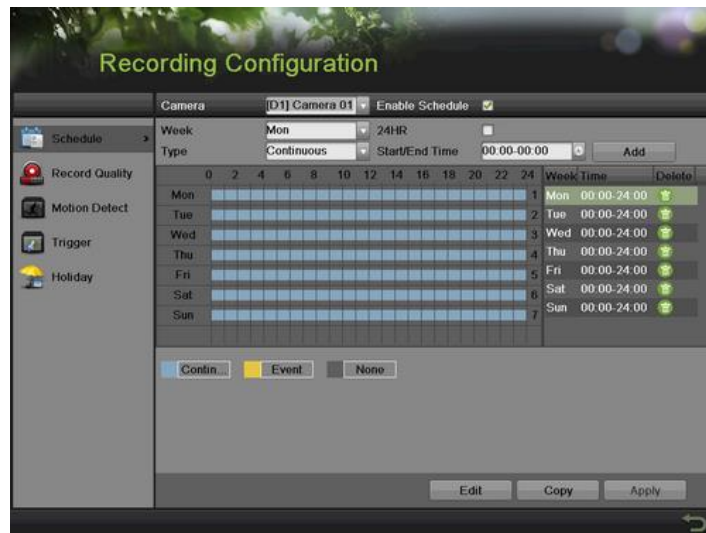 Recording Configuration
Camera [D1] Camera 01 Enable Schedule
Schedule
Record Quality
Motion Detect
Trigger
Holiday
Week Mon 24HR
Type Continuous Start/End Time 00:00-00:00 Add
0 2 4 6 8 10 12 14 16 18 20 22 24 Week Time Delete
Mon 1 Mon 00:00-24:00
Tue 2 Tue 00:00-24:00
Wed 3 Wed 00:00-24:00
Thu 4 Thu 00:00-24:00
Fri 5 Fri 00:00-24:00
Sat 6 Sat 00:00-24:00
Sun 7 Sun 00:00-24:00
Contin... Event None
Edit Copy Apply